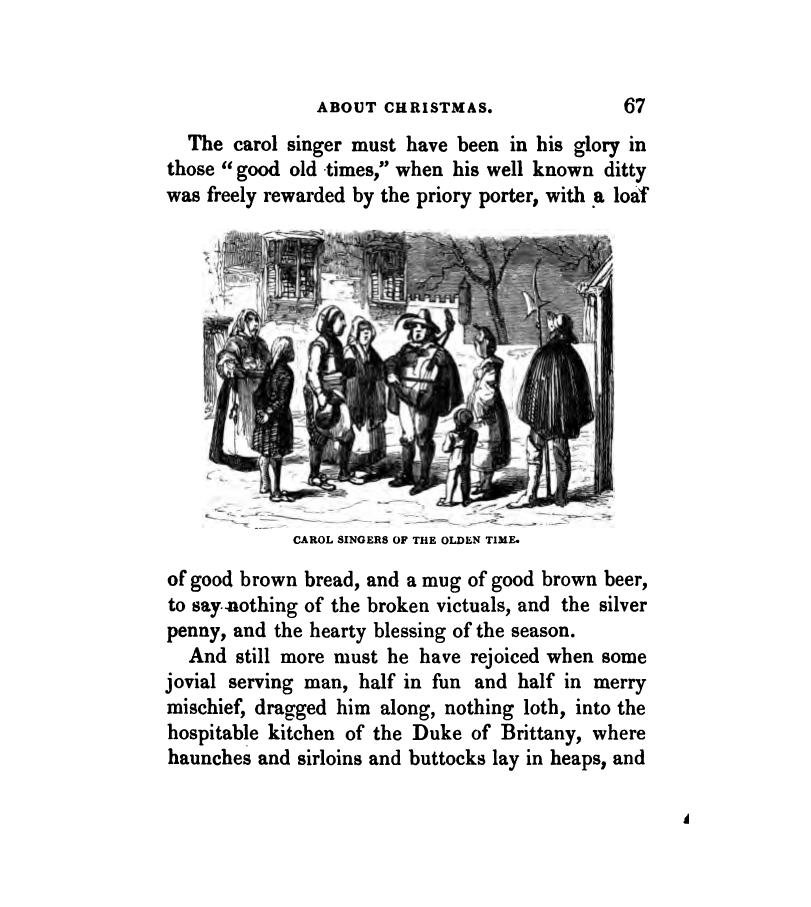 ABOUT CHRISTMAS. 67
The carol singer must have been in his glory in
those “good old times,” when his well known ditty
was freely rewarded by the priory porter, with a loaf
CAROL SINGERS OF THE OLDEN TIME.
of good brown bread, and a mug of good brown beer,
to say nothing of the broken victuals, and the silver
penny, and the hearty blessing of the season.
And still more must he have rejoiced when some
jovial serving man, half in fun and half in merry
mischief, dragged him along, nothing loth, into the
hospitable kitchen of the Duke of Brittany, where
haunches and sirloins and buttocks lay in heaps, and